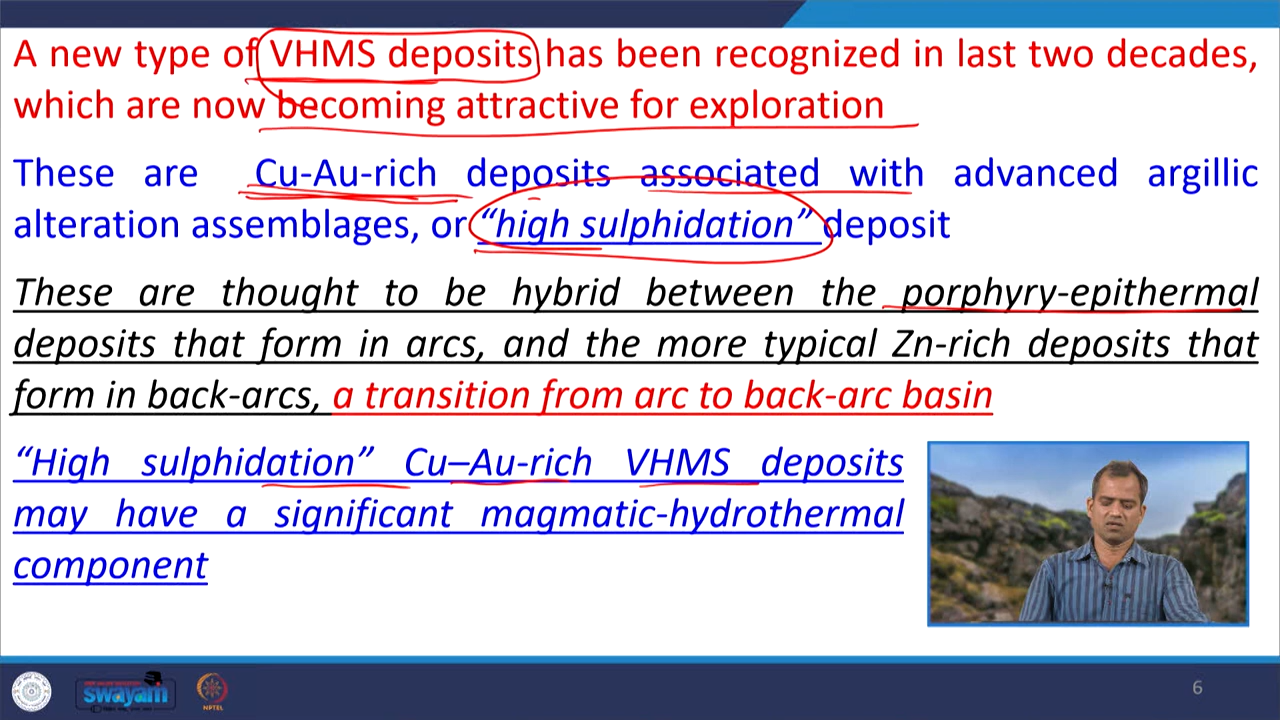 A new type of VHMS deposits has been recognized in last two decades,
which are now becoming attractive for exploration
These are Cu-Au-rich deposits associated with advanced argillic
alteration assemblages, or “high sulphidation” deposit
These are thought to be hybrid between the porphyry-epithermal
deposits that form in arcs, and the more typical Zn-rich deposits that
form in back-arcs, a transition from arc to back-arc basin
“High sulphidation” Cu–Au-rich VHMS deposits
may have a significant magmatic-hydrothermal
component
swayam
NPTEL
6